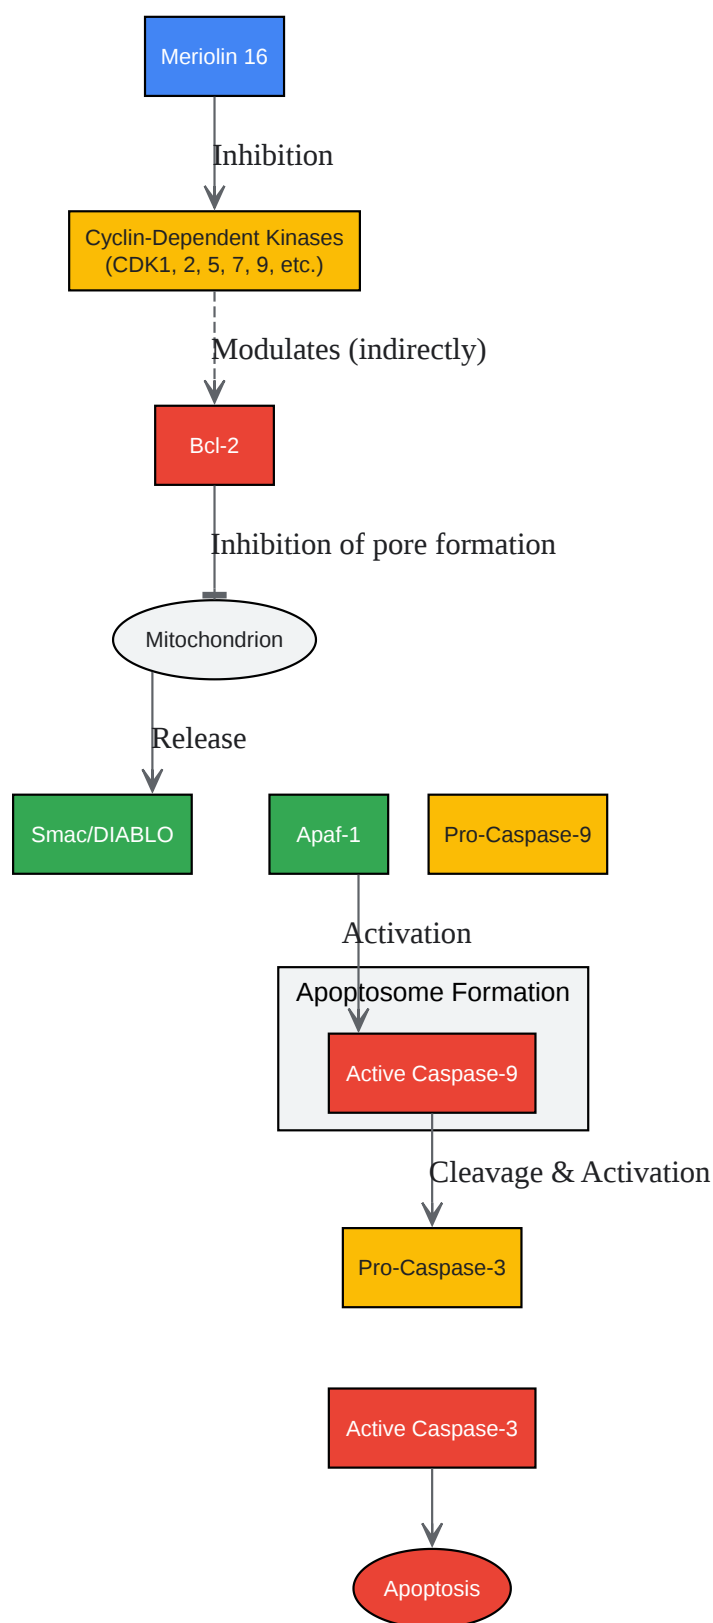 Meriolin 16
Inhibition
Cyclin-Dependent Kinases
(CDK1, 2, 5, 7, 9, etc.)
Modulates (indirectly)
Bcl-2
Inhibition of pore formation
Mitochondrion
Release
Smac/DIABLO
Apaf-1
Pro-Caspase-9
Activation
Apoptosome Formation
Active Caspase-9
Cleavage & Activation
Pro-Caspase-3
Active Caspase-3
Apoptosis